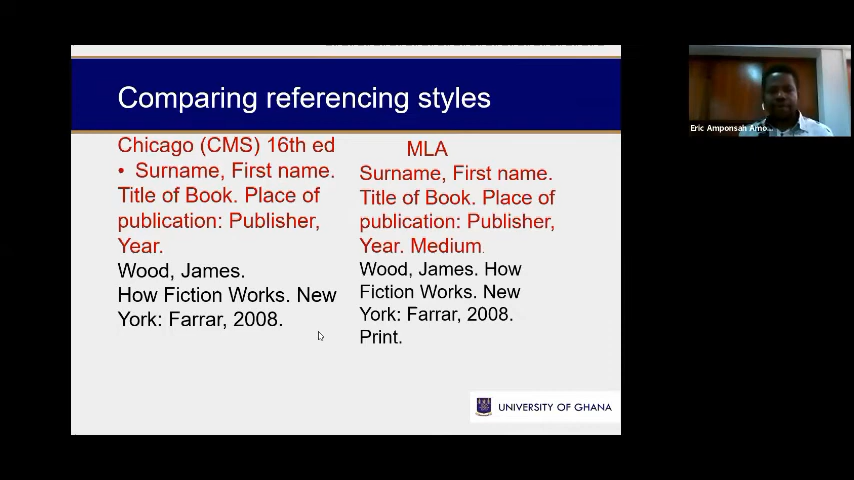 Comparing referencing styles
Chicago (CMS) 16th ed
• Surname, First name.
Title of Book. Place of
publication: Publisher,
Year.
Wood, James.
How Fiction Works. New
York: Farrar, 2008.
MLA
Surname, First name.
Title of Book. Place of
publication: Publisher,
Year. Medium.
Wood, James. How
Fiction Works. New
York: Farrar, 2008.
Print.
UNIVERSITY OF GHANA
Eric Amponsah Amo...